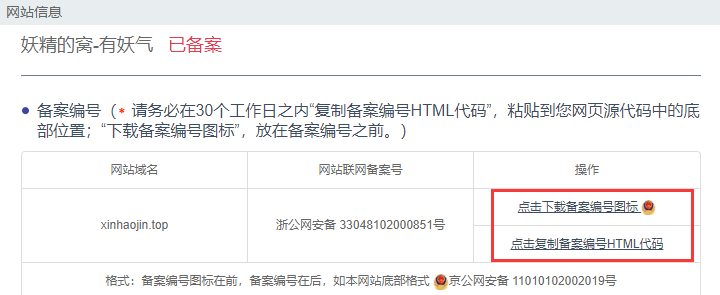 网站信息
妖精的窝-有妖气 已备案
备案编号（* 请务必在30个工作日之内“复制备案编号HTML代码”，粘贴到您网页源代码中的底
部位置；“下载备案编号图标”，放在备案编号之前。）
网站域名 网站联网备案号 操作
点击下载备案编号图标
xinhaojin.top 浙公网安备 33048102000851号
点击复制备案编号HTML代码
格式：备案编号图标在前，备案编号在后，如本网站底部格式 京公网安备 11010102002019号